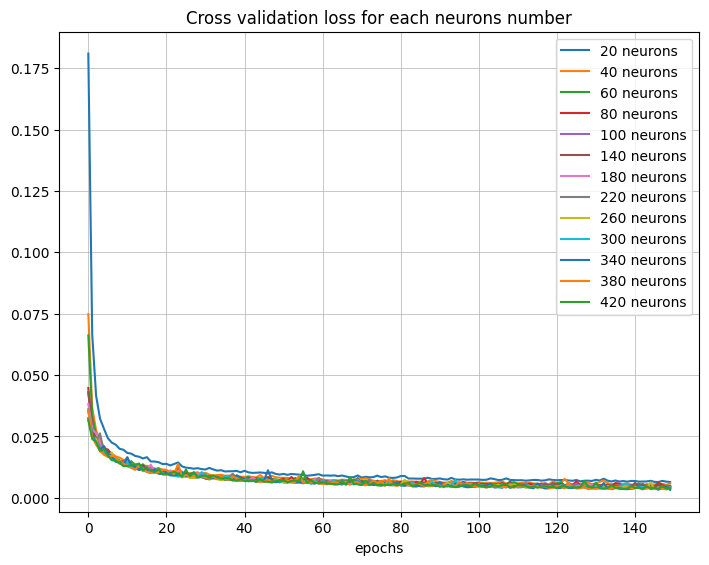 Cross validation loss for each neurons number
0.175
0.150
0.125
0.100
0.075
0.050
0.025
0.000
20 neurons
40 neurons
60 neurons
80 neurons
100 neurons
140 neurons
180 neurons
220 neurons
260 neurons
300 neurons
340 neurons
380 neurons
420 neurons
0 20 40 60 80 100 120 140
epochs